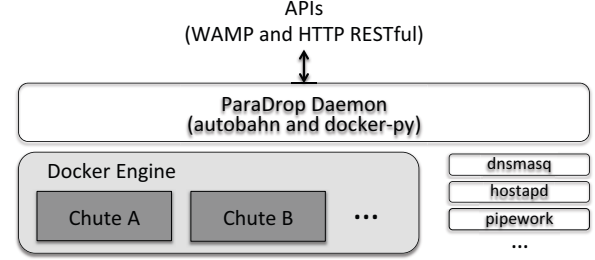 APIs
(WAMP and HTTP RESTful)
ParaDrop Daemon
(autobahn and docker-py)
Docker Engine
Chute A
Chute B
...
dnsmasq
hostapd
pipework
...